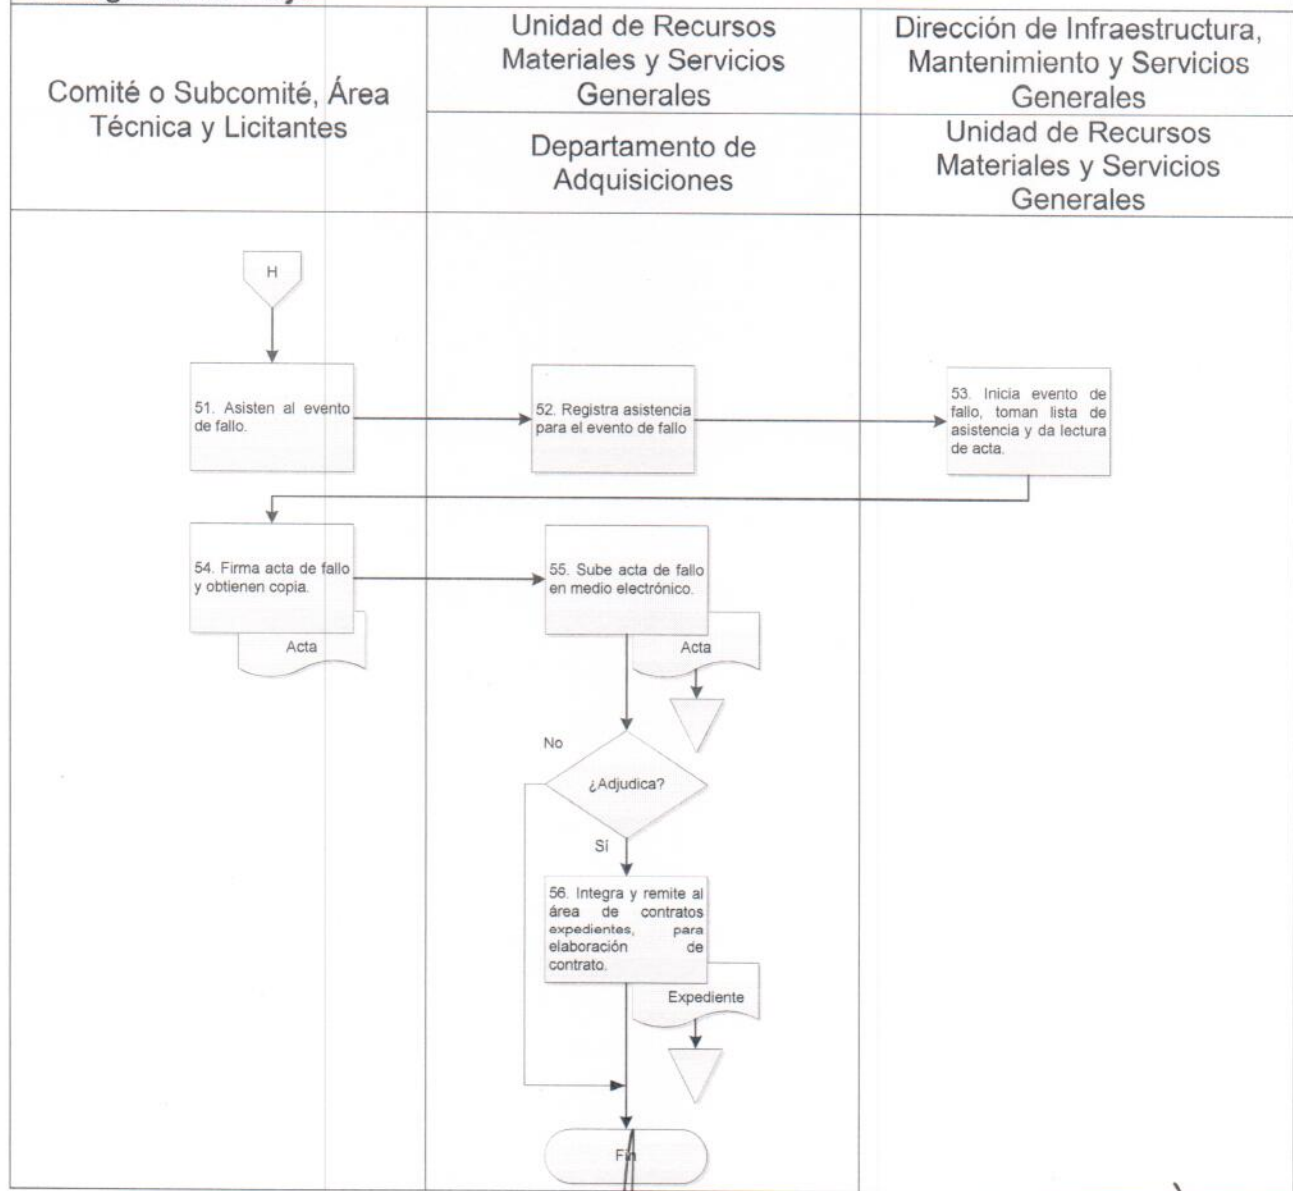 Comité o Subcomité, Área
Técnica y Licitantes
Unidad de Recursos
Materiales y Servicios
Generales
Departamento de
Adquisiciones
Dirección de Infraestructura,
Mantenimiento y Servicios
Generales
Unidad de Recursos
Materiales y Servicios
Generales
H
51. Asisten al evento
de fallo.
52. Registra asistencia
para el evento de fallo
53. Inicia evento de
fallo, toman lista de
asistencia y da lectura
de acta.
54. Firma acta de fallo
y obtienen copia.
Acta
55. Sube acta de fallo
en medio electrónico.
Acta
No
¿Adjudica?
Sí
56. Integra y remite al
área de contratos
expedientes, para
elaboración de
contrato.
Expediente
Fin